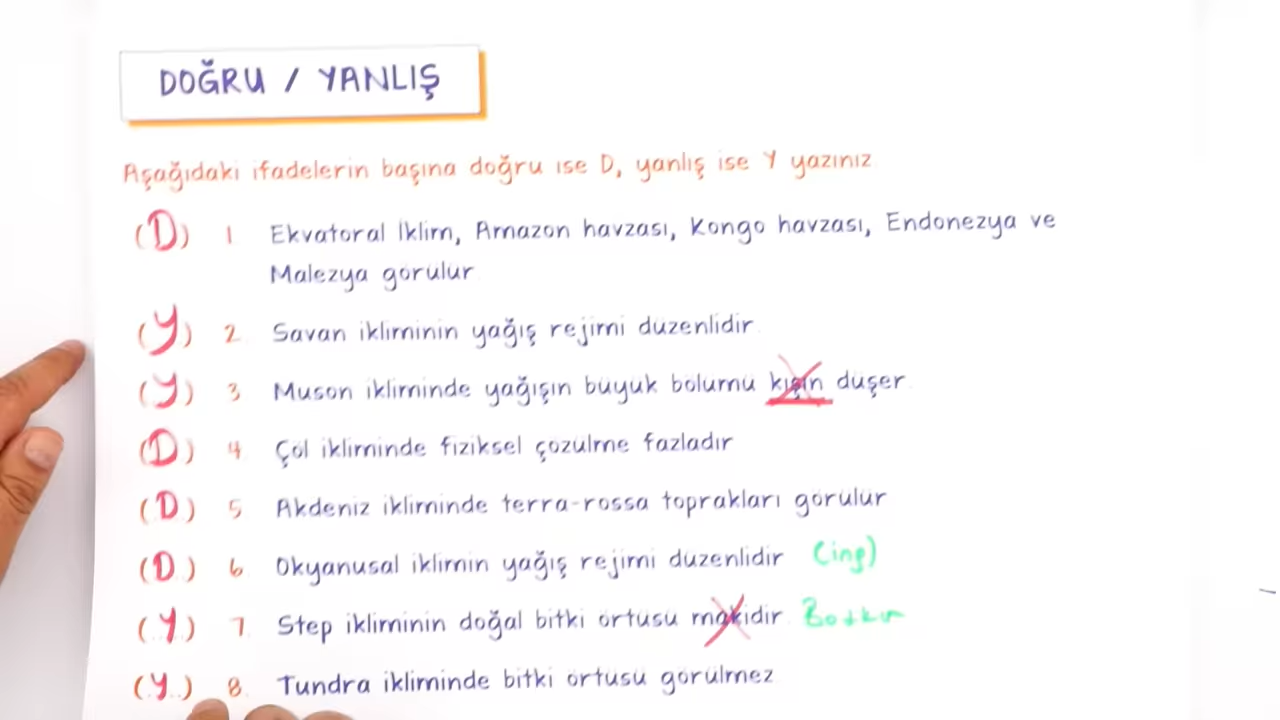 DOĞRU / YANLIŞ
Aşağıdaki ifadelerin başına doğru ise D, yanlış ise Y yazınız
(D) 1 Ekvatoral İklim, Amazon havzası, Kongo havzası, Endonezya ve
Malezya görülür
(Y) 2 Savan ikliminin yağış rejimi düzenlidir
(Y) 3 Muson ikliminde yağışın büyük bölümü kışın düşer
(D) 4 Çöl ikliminde fiziksel çözülme fazladır
(D) 5 Akdeniz ikliminde terra-rossa toprakları görülür
(D) 6 Okyanusal iklimin yağış rejimi düzenlidir (ing)
(Y) 7. Step ikliminin doğal bitki örtüsü makidir Bozkır
(Y) 8. Tundra ikliminde bitki örtüsü görülmez